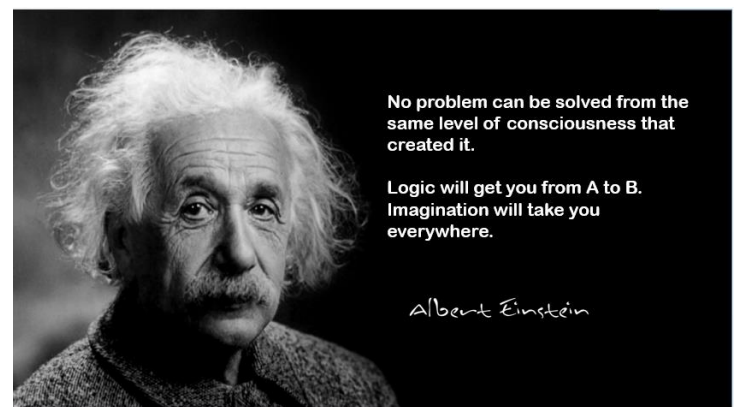 No problem can be solved from the
same level of consciousness that
created it.
Logic will get you from A to B.
Imagination will take you
everywhere.
Albert Einstein